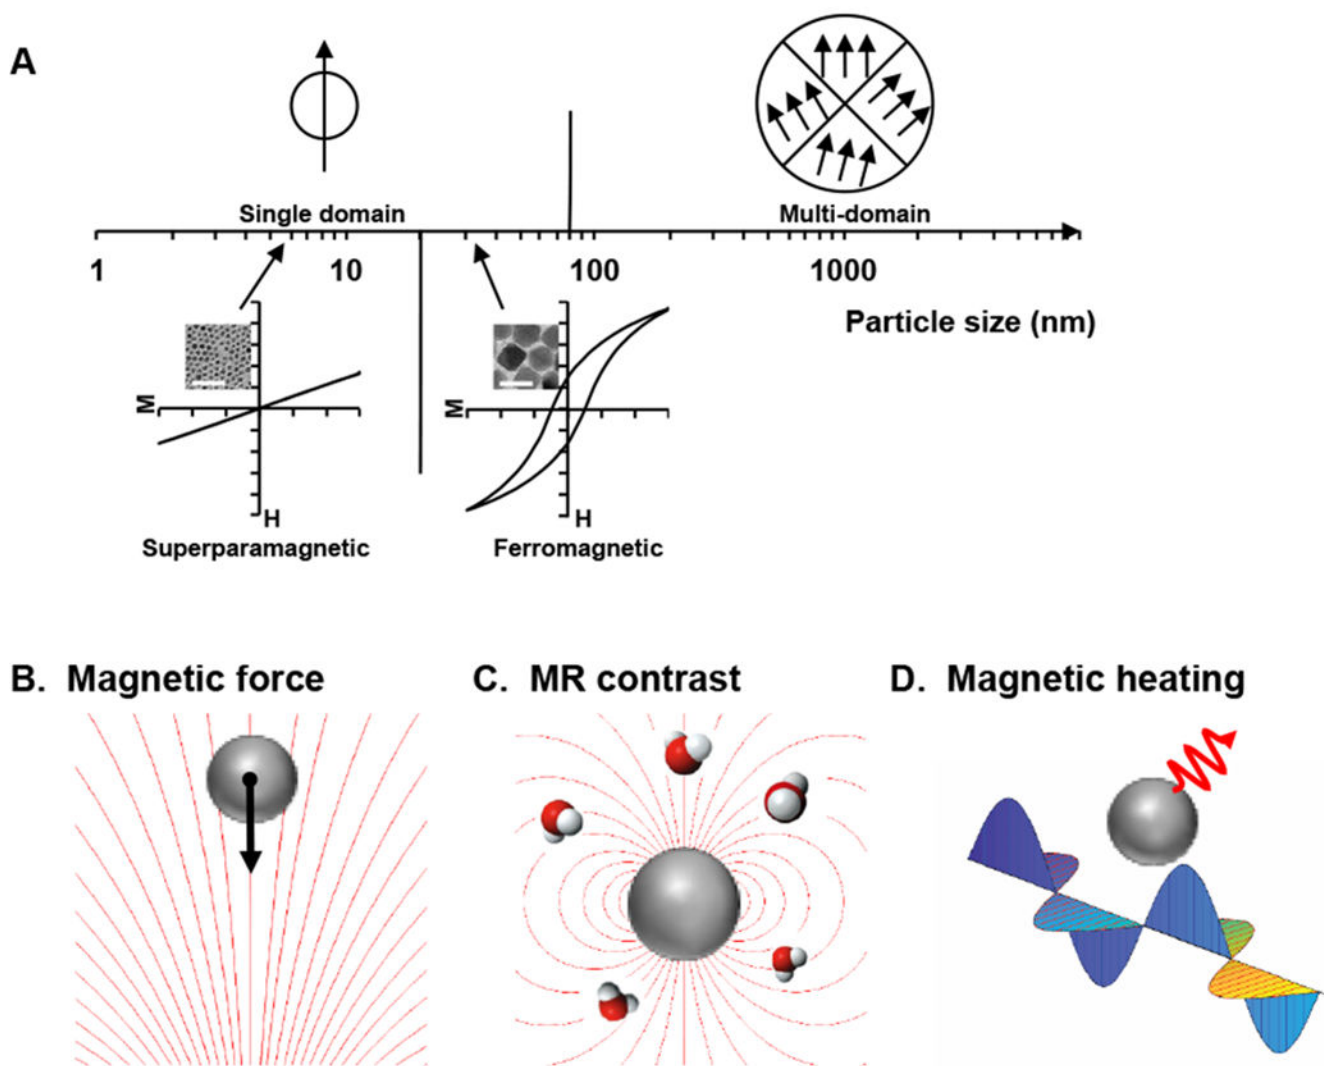 A
Single domain
Multi-domain
1
10
100
1000
Particle size (nm)
M
H
Superparamagnetic
M
H
Ferromagnetic
B. Magnetic force
C. MR contrast
D. Magnetic heating